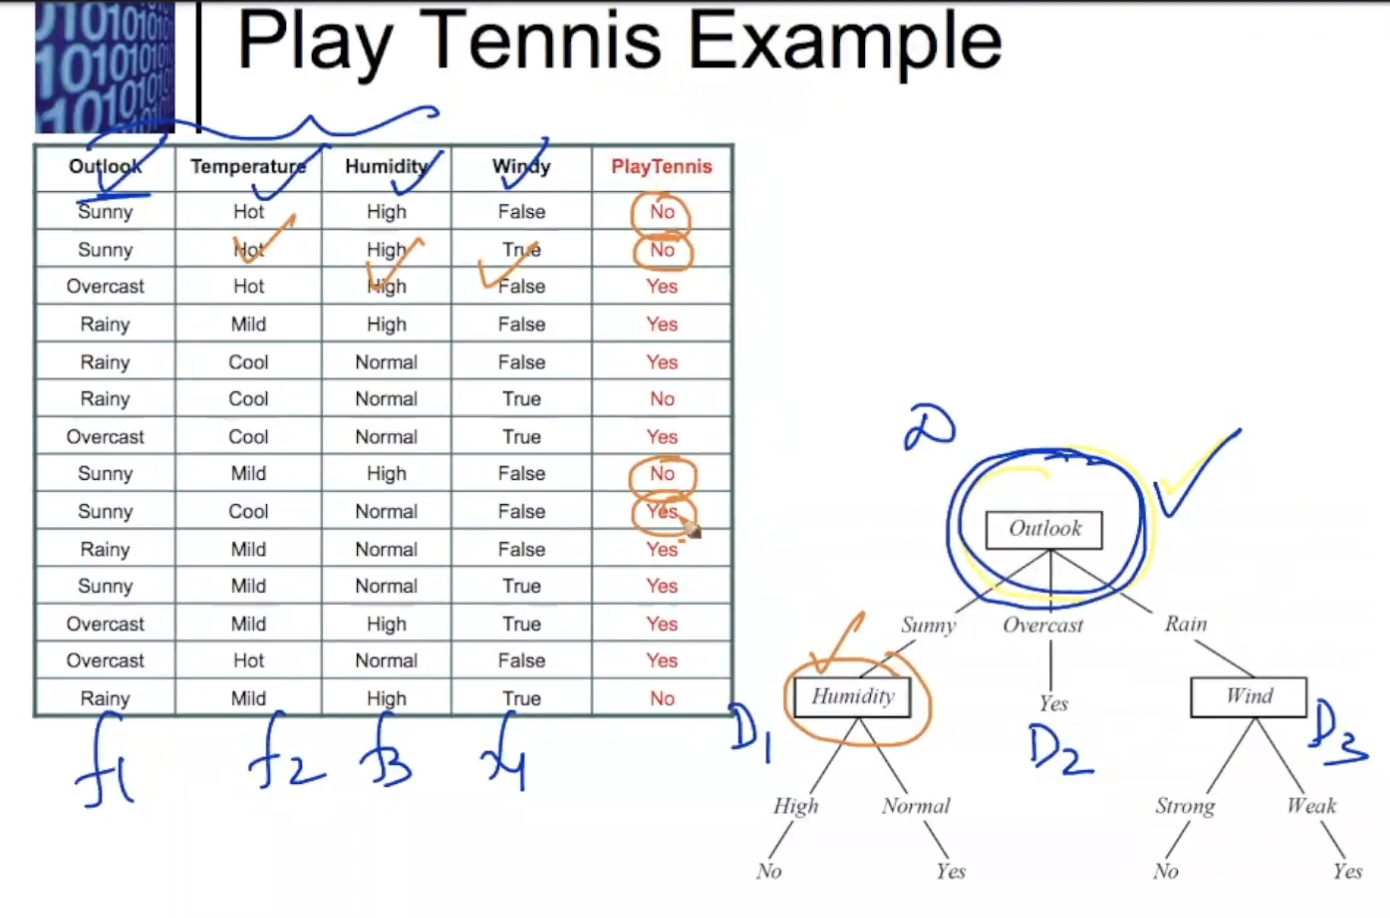 Play Tennis Example
Outlook Temperature Humidity Windy PlayTennis
Sunny Hot High False No
Sunny Hot High True No
Overcast Hot High False Yes
Rainy Mild High False Yes
Rainy Cool Normal False Yes
Rainy Cool Normal True No
Overcast Cool Normal True Yes
Sunny Mild High False No
Sunny Cool Normal False Yes
Rainy Mild Normal False Yes
Sunny Mild Normal True Yes
Overcast Mild High True Yes
Overcast Hot Normal False Yes
Rainy Mild High True No
f1 f2 f3
D
Outlook
Sunny Overcast Rain
Humidity Yes Wind
D1 D2 D3
High Normal Strong Weak
No Yes No Yes